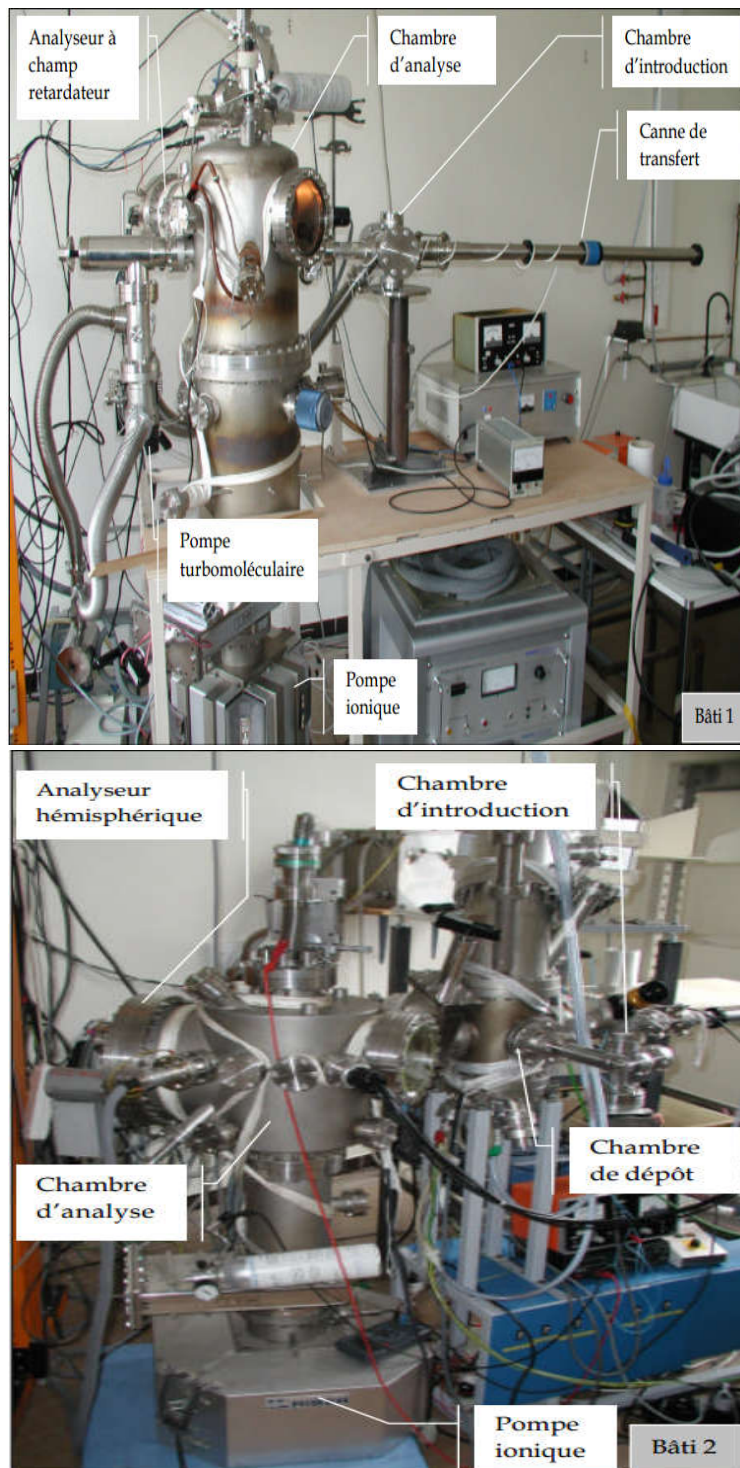 Analyseur à
champ
retardateur
Chambre
d'analyse
Chambre
d'introduction
Canne de
transfert
Pompe
turbomoléculaire
Pompe
ionique
Bâti 1
Analyseur
hémisphérique
Chambre
d'introduction
Chambre
d'analyse
Chambre
de dépôt
Pompe
ionique
Bâti 2